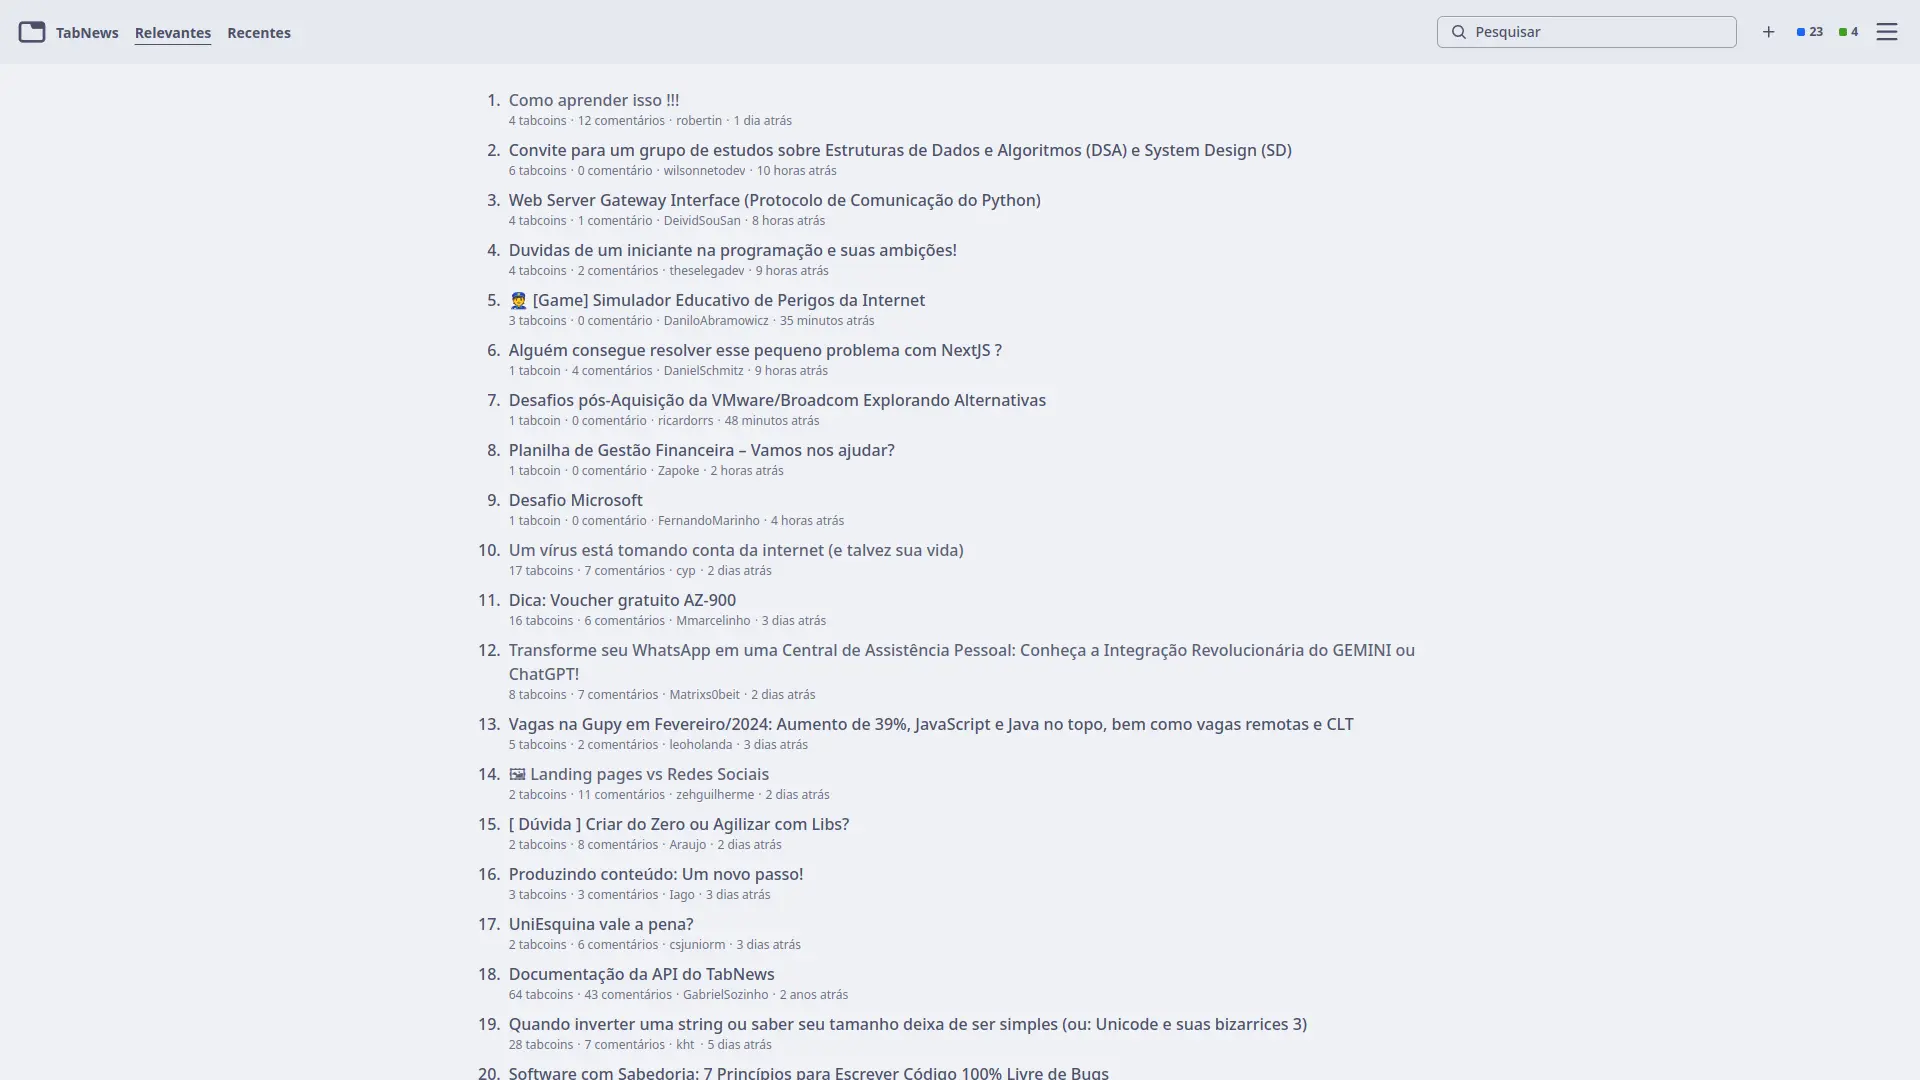 TabNews Relevantes Recentes Pesquisar + 23 4
1. Como aprender isso !!!
4 tabcoins · 12 comentários · robertin · 1 dia atrás
2. Convite para um grupo de estudos sobre Estruturas de Dados e Algoritmos (DSA) e System Design (SD)
6 tabcoins · 0 comentário · wilsonnetodev · 10 horas atrás
3. Web Server Gateway Interface (Protocolo de Comunicação do Python)
4 tabcoins · 1 comentário · DeividSouSan · 8 horas atrás
4. Duvidas de um iniciante na programação e suas ambições!
4 tabcoins · 2 comentários · theselegadev · 9 horas atrás
5. 👮 [Game] Simulador Educativo de Perigos da Internet
3 tabcoins · 0 comentário · DaniloAbramowicz · 35 minutos atrás
6. Alguém consegue resolver esse pequeno problema com NextJS ?
1 tabcoin · 4 comentários · DanielSchmitz · 9 horas atrás
7. Desafios pós-Aquisição da VMware/Broadcom Explorando Alternativas
1 tabcoin · 0 comentário · ricardorrs · 48 minutos atrás
8. Planilha de Gestão Financeira – Vamos nos ajudar?
1 tabcoin · 0 comentário · Zapoke · 2 horas atrás
9. Desafio Microsoft
1 tabcoin · 0 comentário · FernandoMarinho · 4 horas atrás
10. Um vírus está tomando conta da internet (e talvez sua vida)
17 tabcoins · 7 comentários · cyp · 2 dias atrás
11. Dica: Voucher gratuito AZ-900
16 tabcoins · 6 comentários · Mmarcelinho · 3 dias atrás
12. Transforme seu WhatsApp em uma Central de Assistência Pessoal: Conheça a Integração Revolucionária do GEMINI ou
ChatGPT!
8 tabcoins · 7 comentários · Matrixs0beit · 2 dias atrás
13. Vagas na Gupy em Fevereiro/2024: Aumento de 39%, JavaScript e Java no topo, bem como vagas remotas e CLT
5 tabcoins · 2 comentários · leoholanda · 3 dias atrás
14. 🖼 Landing pages vs Redes Sociais
2 tabcoins · 11 comentários · zehguilherme · 2 dias atrás
15. [ Dúvida ] Criar do Zero ou Agilizar com Libs?
2 tabcoins · 8 comentários · Araujo · 2 dias atrás
16. Produzindo conteúdo: Um novo passo!
3 tabcoins · 3 comentários · Iago · 3 dias atrás
17. UniEsquina vale a pena?
2 tabcoins · 6 comentários · csjuniorm · 3 dias atrás
18. Documentação da API do TabNews
64 tabcoins · 43 comentários · GabrielSozinho · 2 anos atrás
19. Quando inverter uma string ou saber seu tamanho deixa de ser simples (ou: Unicode e suas bizarrices 3)
28 tabcoins · 7 comentários · kht · 5 dias atrás
20. Software com Sabedoria: 7 Princípios para Escrever Código 100% Livre de Bugs